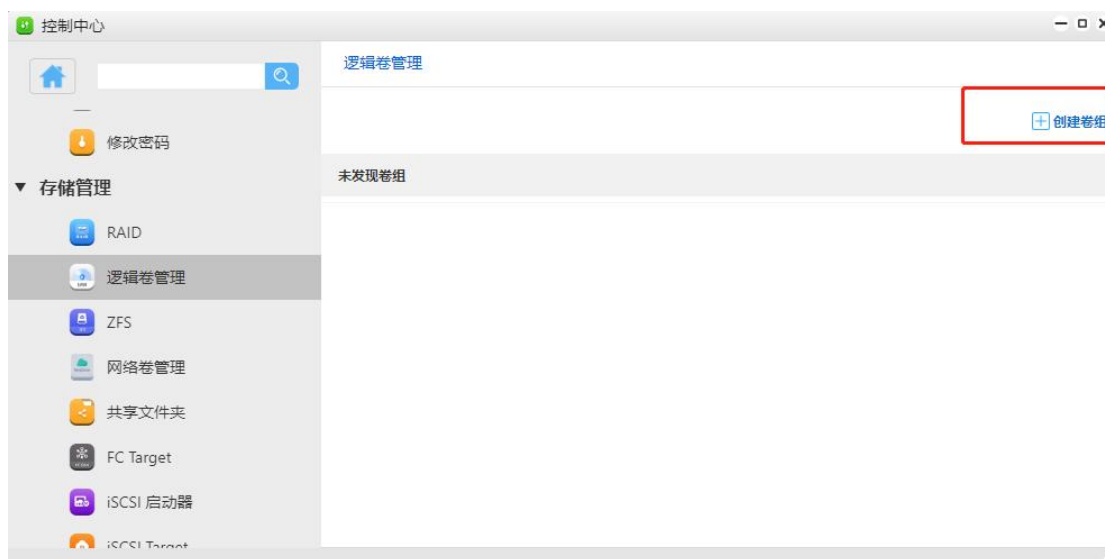 控制中心
逻辑卷管理
创建卷组
修改密码
未发现卷组
存储管理
RAID
逻辑卷管理
ZFS
网络卷管理
共享文件夹
FC Target
iSCSI 启动器
iSCSI Target